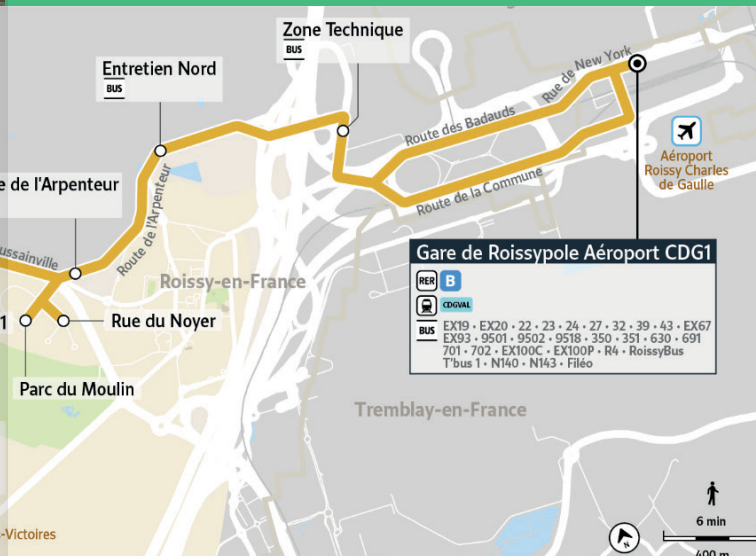 Zone Technique
BUS
Entretien Nord
BUS
Rue de New York
Route des Badauds
Aéroport
Roissy Charles
de Gaulle
e de l'Arpenteur
Route de l'Arpenteur
Route de la Commune
ussainville
Roissy-en-France
Gare de Roissypole Aéroport CDG1
RER B
CDGVAL
BUS EX19 • EX20 • 22 • 23 • 24 • 27 • 32 • 39 • 43 • EX67
EX93 • 9501 • 9502 • 9518 • 350 • 351 • 630 • 691
701 • 702 • EX100C • EX100P • R4 • RoissyBus
T'bus 1 • N140 • N143 • Filéo
1
Rue du Noyer
Parc du Moulin
Tremblay-en-France
-Victoires
N
6 min
400 m